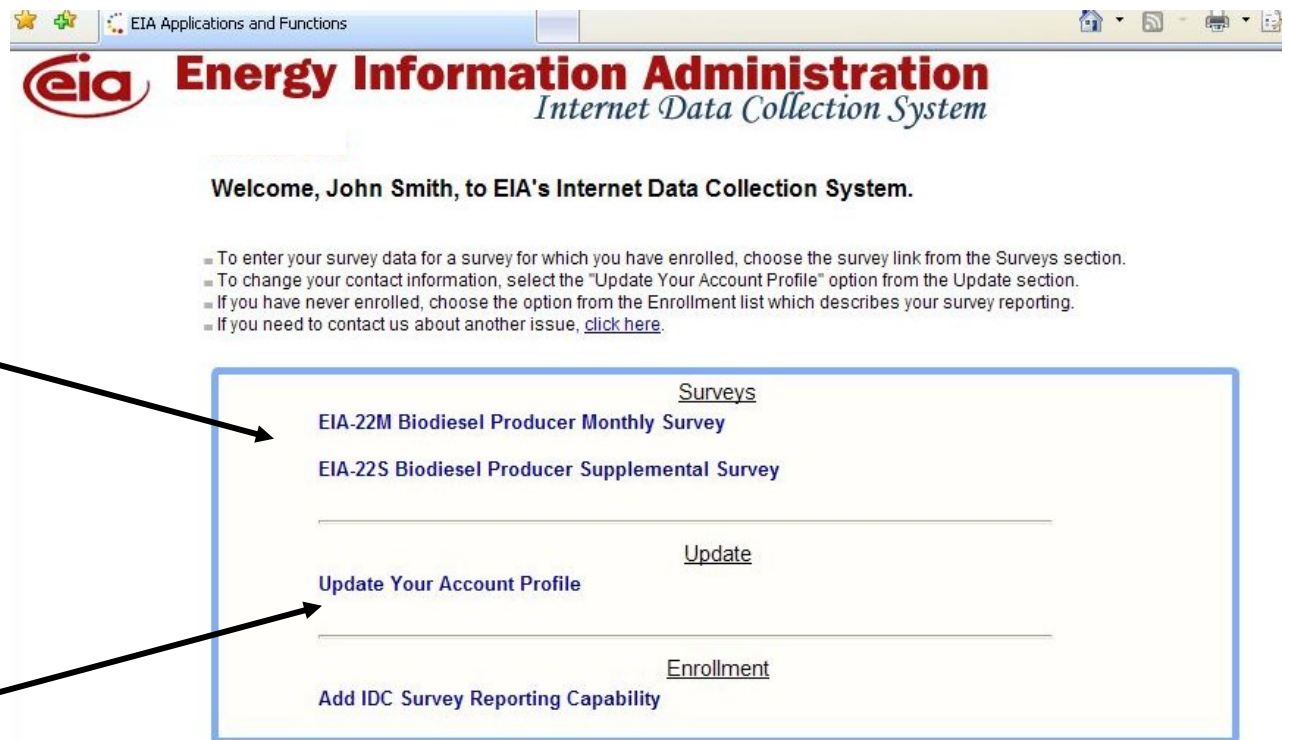 EIA Applications and Functions
eia Energy Information Administration
Internet Data Collection System
Welcome, John Smith, to EIA's Internet Data Collection System.
To enter your survey data for a survey for which you have enrolled, choose the survey link from the Surveys section.
To change your contact information, select the "Update Your Account Profile" option from the Update section.
If you have never enrolled, choose the option from the Enrollment list which describes your survey reporting.
If you need to contact us about another issue, click here.
Surveys
EIA-22M Biodiesel Producer Monthly Survey
EIA-22S Biodiesel Producer Supplemental Survey
Update
Update Your Account Profile
Enrollment
Add IDC Survey Reporting Capability